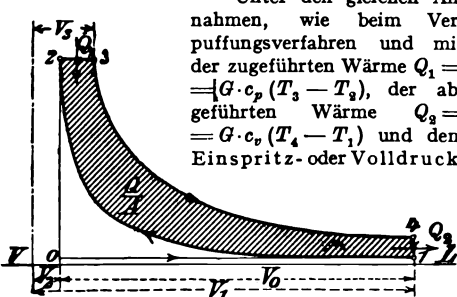 Unter den gleichen An
nahmen, wie beim Ver
puffungsverfahren und mi
der zugeführten Wärme Q₁ =
= G·cₚ (T₃ — T₂), der ab
geführten Wärme Q₂ =
= G·cᵥ (T₄ — T₁) und den
Einspritz- oder Volldruck
V₃
2 Q 3
Q
A
4 Q₂
V 0 1 L
V₂ V₀
V₁